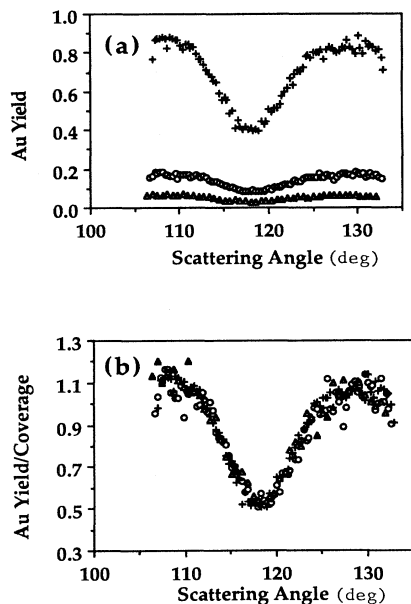 1.0
(a)
0.8
0.6
0.4
0.2
0.0
Au Yield
100 110 120 130
Scattering Angle (deg)
1.3
(b)
1.1
0.9
0.7
0.5
0.3
Au Yield/Coverage
100 110 120 130
Scattering Angle (deg)